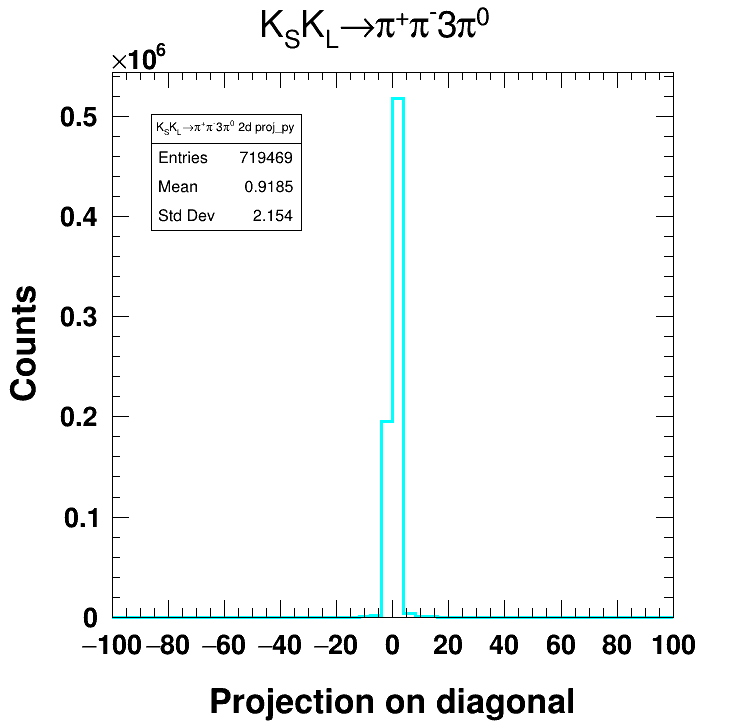 K_SK_L→π⁺π⁻3π⁰
×10⁶
K_SK_L→π⁺π⁻3π⁰ 2d proj_py
Entries 719469
Mean 0.9185
Std Dev 2.154
0.5
0.4
0.3
0.2
0.1
0
Counts
−100 −80 −60 −40 −20 0 20 40 60 80 100
Projection on diagonal